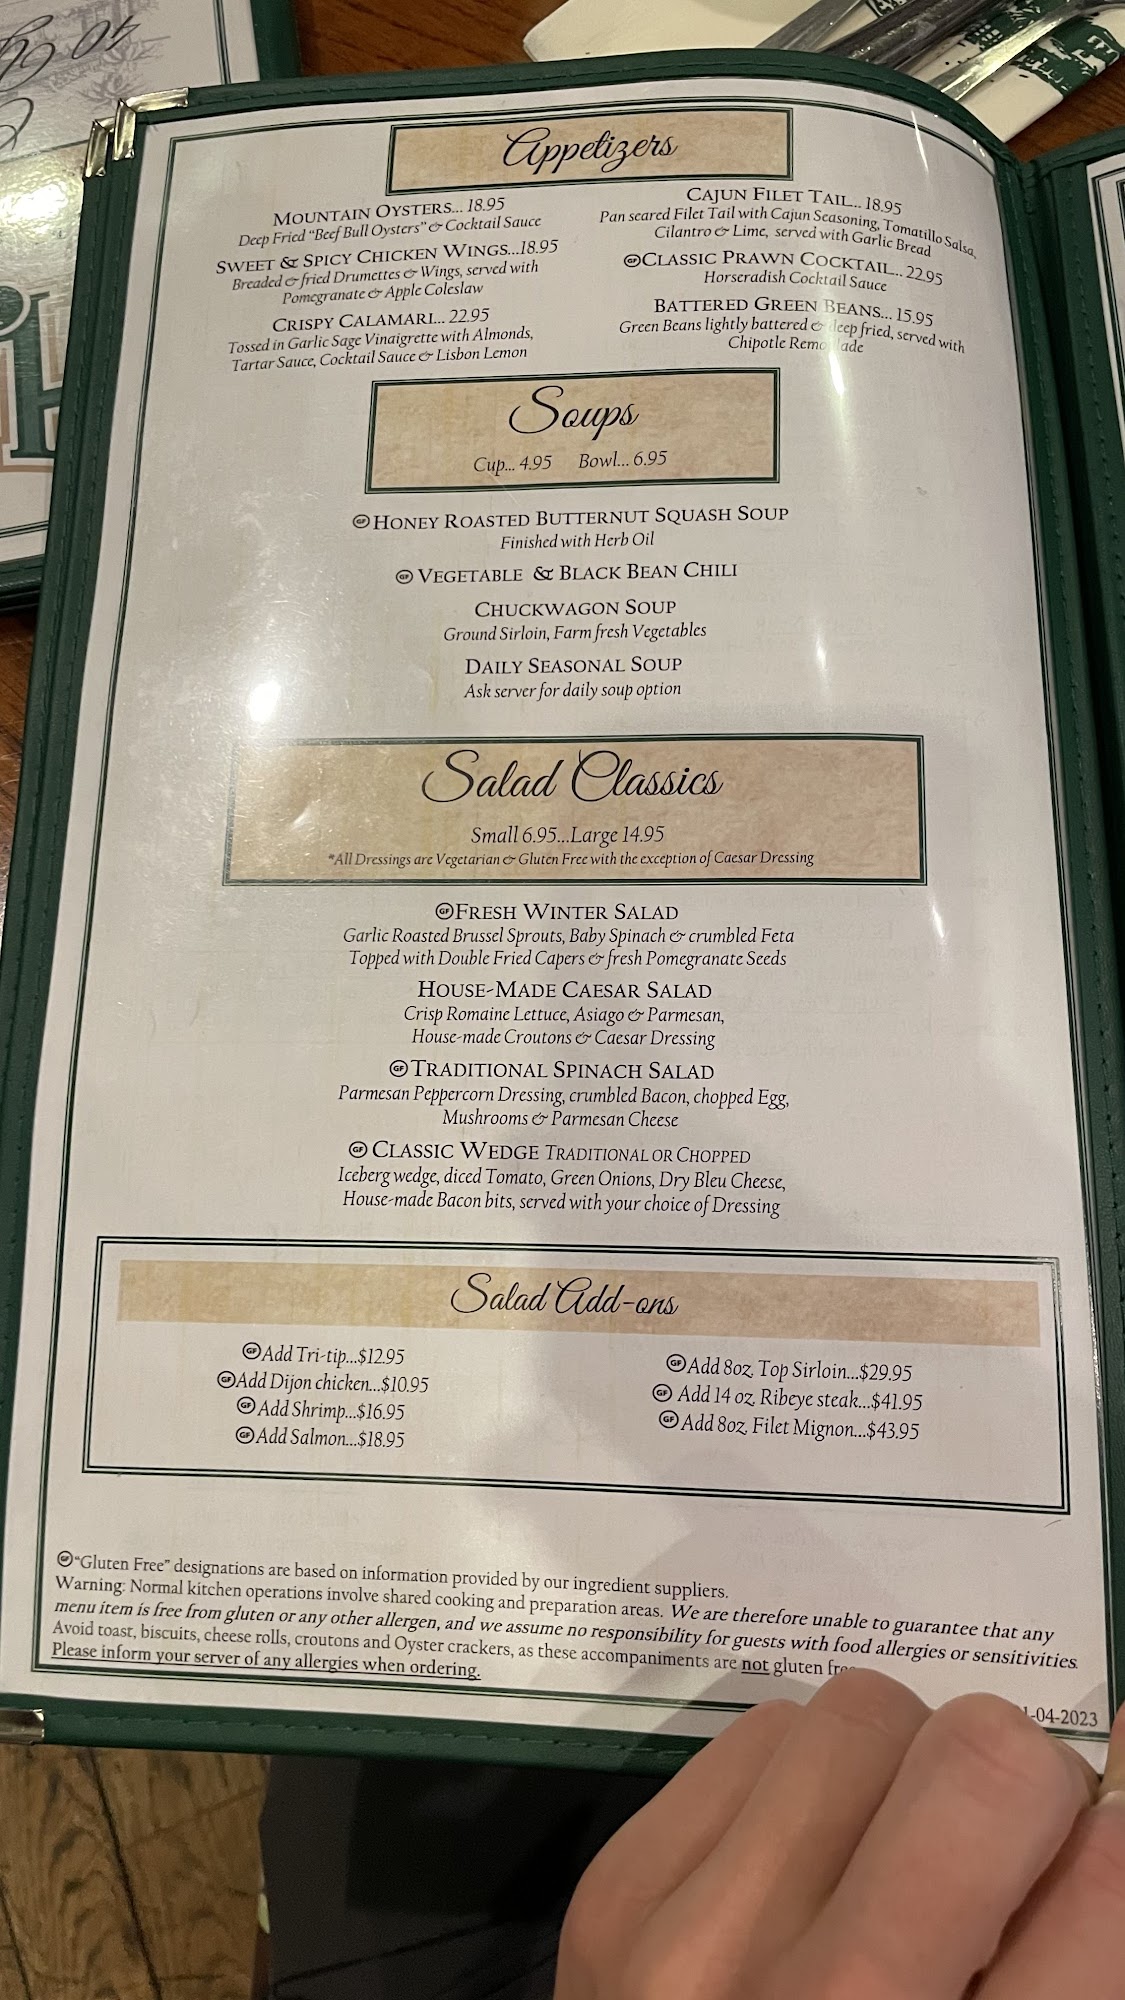 Appetizers
MOUNTAIN OYSTERS... 18.95
Deep Fried "Beef Bull Oysters" & Cocktail Sauce
SWEET & SPICY CHICKEN WINGS...18.95
Breaded & fried Drumettes & Wings, served with
Pomegranate & Apple Coleslaw
CRISPY CALAMARI... 22.95
Tossed in Garlic Sage Vinaigrette with Almonds,
Tartar Sauce, Cocktail Sauce & Lisbon Lemon
CAJUN FILET TAIL... 18.95
Pan seared Filet Tail with Cajun Seasoning, Tomatillo Salsa,
Cilantro & Lime, served with Garlic Bread
GF CLASSIC PRAWN COCKTAIL... 22.95
Horseradish Cocktail Sauce
BATTERED GREEN BEANS... 15.95
Green Beans lightly battered & deep fried, served with
Chipotle
Soups
Cup... 4.95 Bowl... 6.95
GF HONEY ROASTED BUTTERNUT SQUASH SOUP
Finished with Herb Oil
GF VEGETABLE & BLACK BEAN CHILI
CHUCKWAGON SOUP
Ground Sirloin, Farm fresh Vegetables
DAILY SEASONAL SOUP
Ask server for daily soup option
Salad Classics
Small 6.95...Large 14.95
*All Dressings are Vegetarian & Gluten Free with the exception of Caesar Dressing
GF FRESH WINTER SALAD
Garlic Roasted Brussel Sprouts, Baby Spinach & crumbled Feta
Topped with Double Fried Capers & fresh Pomegranate Seeds
HOUSE-MADE CAESAR SALAD
Crisp Romaine Lettuce, Asiago & Parmesan,
House-made Croutons & Caesar Dressing
GF TRADITIONAL SPINACH SALAD
Parmesan Peppercorn Dressing, crumbled Bacon, chopped Egg,
Mushrooms & Parmesan Cheese
GF CLASSIC WEDGE TRADITIONAL OR CHOPPED
Iceberg wedge, diced Tomato, Green Onions, Dry Bleu Cheese,
House-made Bacon bits, served with your choice of Dressing
Salad Add-ons
GF Add Tri-tip...$12.95
GF Add Dijon chicken...$10.95
GF Add Shrimp...$16.95
GF Add Salmon...$18.95
GF Add 8oz. Top Sirloin...$29.95
GF Add 14 oz. Ribeye steak...$41.95
GF Add 8oz. Filet Mignon...$43.95
GF "Gluten Free" designations are based on information provided by our ingredient suppliers.
Warning: Normal kitchen operations involve shared cooking and preparation areas. We are therefore unable to guarantee that any
menu item is free from gluten or any other allergen, and we assume no responsibility for guests with food allergies or sensitivities.
Avoid toast, biscuits, cheese rolls, croutons and Oyster crackers, as these accompaniments are not gluten
Please inform your server of any allergies when ordering.
-04-2023